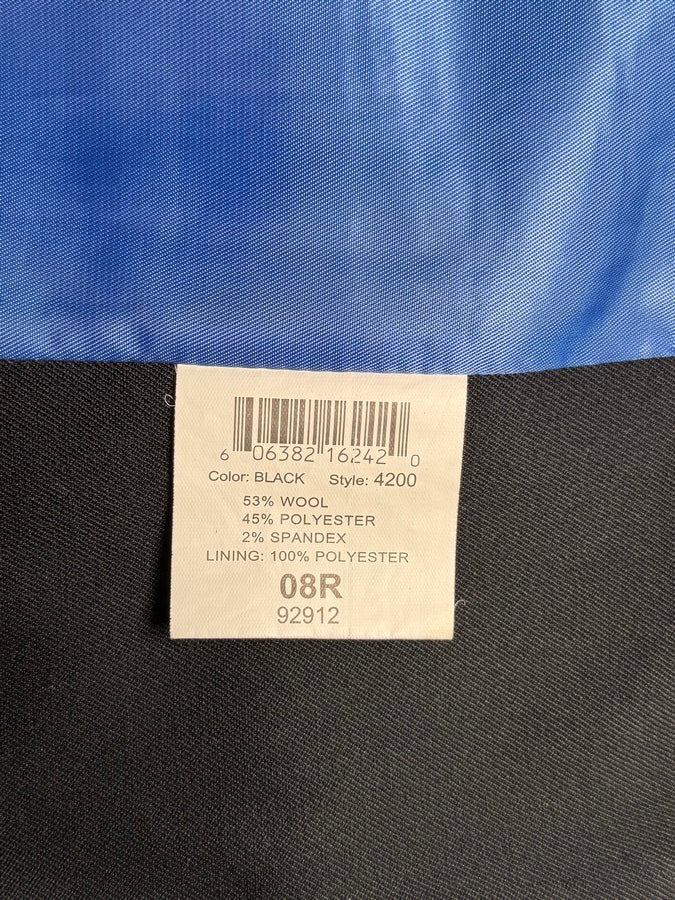 6 06382 16242 0
Color: BLACK Style: 4200
53% WOOL
45% POLYESTER
2% SPANDEX
LINING: 100% POLYESTER
08R
92912